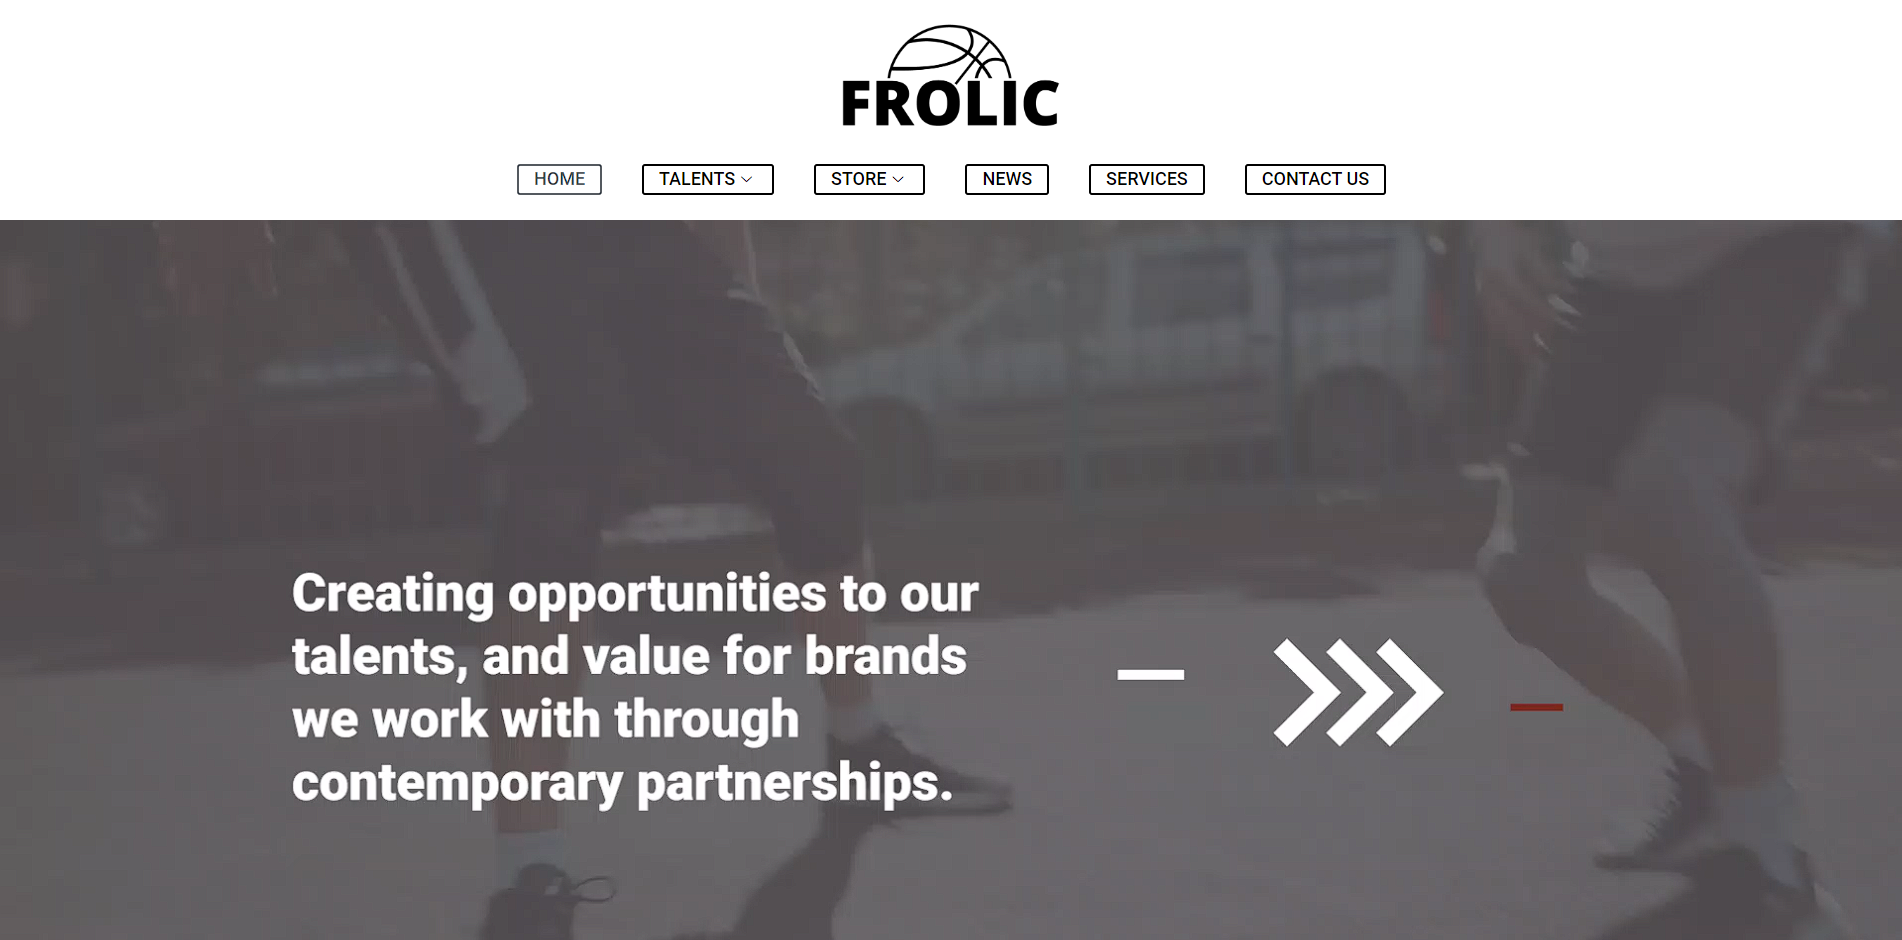 FROLIC
HOME TALENTS STORE NEWS SERVICES CONTACT US
Creating opportunities to our
talents, and value for brands
we work with through
contemporary partnerships.